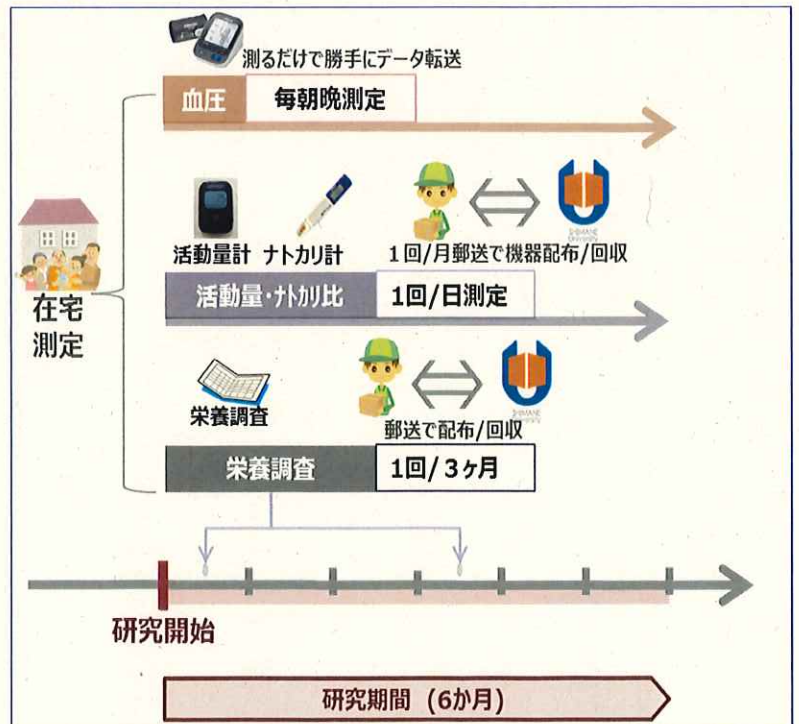 測るだけで勝手にデータ転送
血圧
毎朝晩測定
活動量計
ナトカリ計
1回/月郵送で機器配布/回収
活動量・ナトカリ比
1回/日測定
在宅
測定
栄養調査
郵送で配布/回収
栄養調査
1回/3ヶ月
研究開始
研究期間 (6か月)